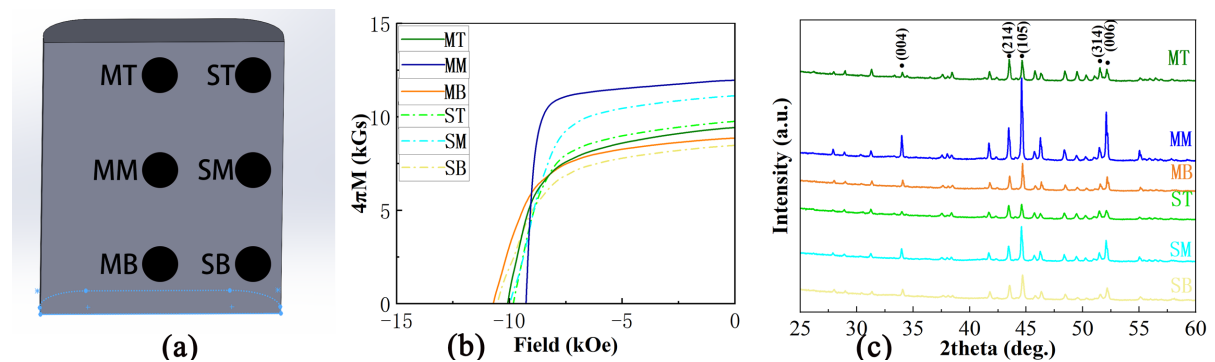 MT ST
MM SM
MB SB
(a)
4πM (kGs)
15
10
5
0
MT
MM
MB
ST
SM
SB
−15 −10 −5 0
Field (kOe)
(b)
Intensity (a.u.)
(004) (214) (105) (314) (006)
MT
MM
MB
ST
SM
SB
25 30 35 40 45 50 55 60
2theta (deg.)
(c)